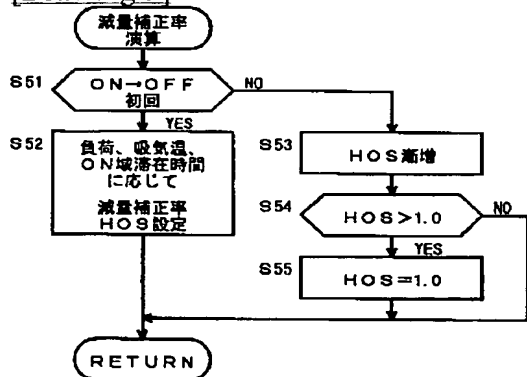 減量補正率
演算
S51
ON→OFF
初回
NO
YES
S52
負荷、吸気温、
ON域滞在時間
に応じて
減量補正率
HOS設定
S53
HOS漸増
S54
HOS>1.0
NO
YES
S55
HOS=1.0
RETURN